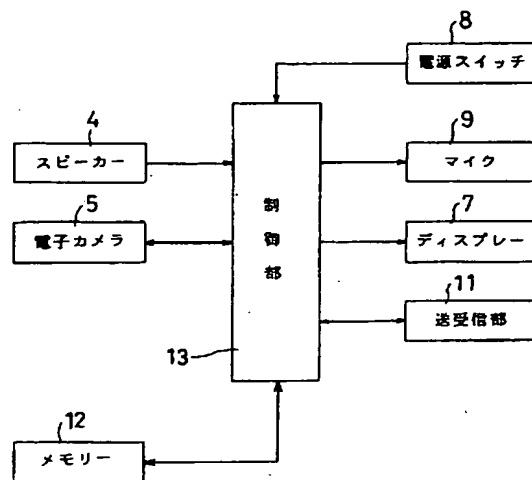 8
電源スイッチ
4
スピーカー
9
マイク
5
電子カメラ
制御部
7
ディスプレー
11
送受信部
13
12
メモリー